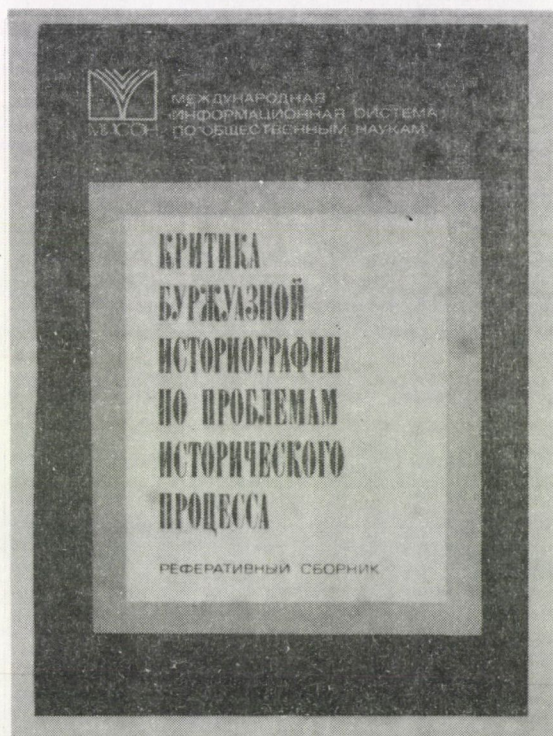 МИСОН
МЕЖДУНАРОДНАЯ
ИНФОРМАЦИОННАЯ СИСТЕМА
ПО ОБЩЕСТВЕННЫМ НАУКАМ
КРИТИКА
БУРЖУАЗНОЙ
ИСТОРИОГРАФИИ
ПО ПРОБЛЕМАМ
ИСТОРИЧЕСКОГО
ПРОЦЕССА
РЕФЕРАТИВНЫЙ СБОРНИК